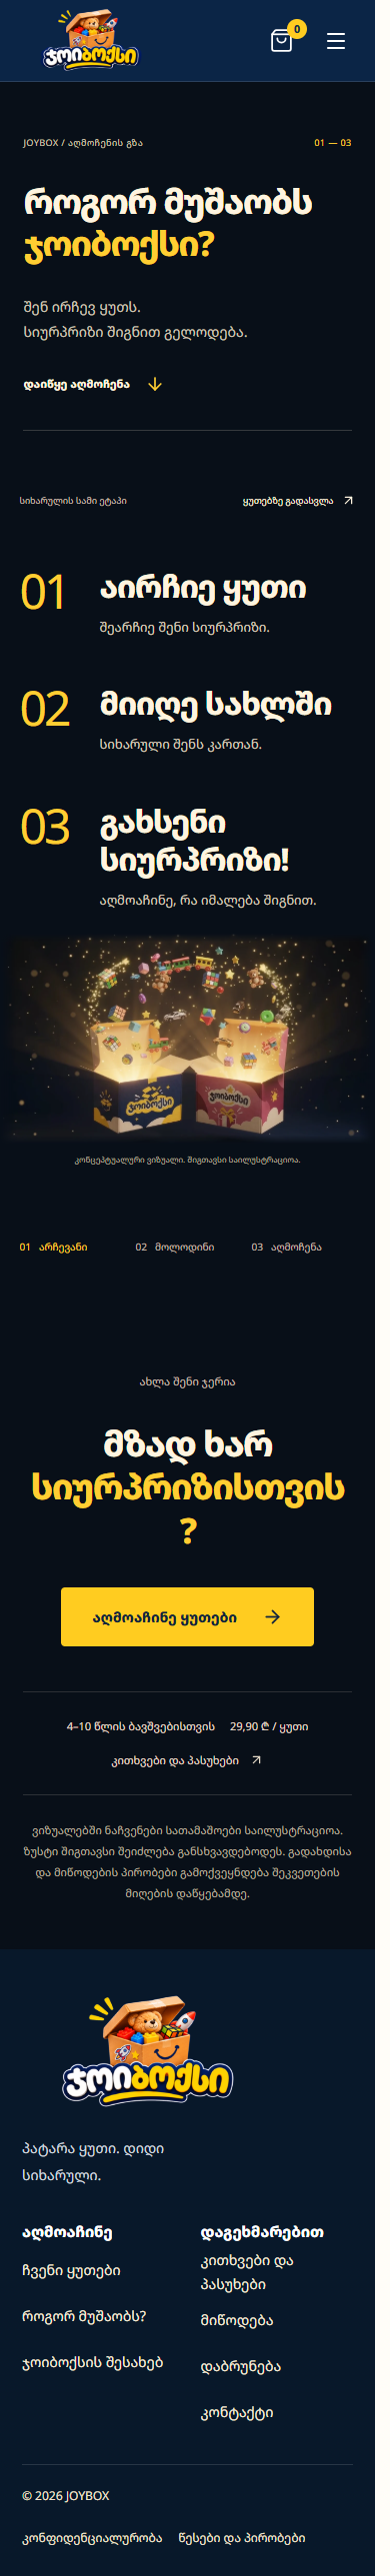 ჯოიბოქსი
0
JOYBOX / აღმოჩენის გზა
01 — 03
როგორ მუშაობს
ჯოიბოქსი?
შენ ირჩევ ყუთს.
სიურპრიზი შიგნით გელოდება.
დაიწყე აღმოჩენა
სიხარულის სამი ეტაპი
ყუთებზე გადასვლა
01 აირჩიე ყუთი
შეარჩიე შენი სიურპრიზი.
02 მიიღე სახლში
სიხარული შენს კართან.
03 გახსენი
სიურპრიზი!
აღმოაჩინე, რა იმალება შიგნით.
ჯოიბოქსი
ჯოიბოქსი
კონცეპტუალური ვიზუალი. შიგთავსი საილუსტრაციოა.
01 არჩევანი
02 მოლოდინი
03 აღმოჩენა
ახლა შენი ჯერია
მზად ხარ
სიურპრიზისთვის
?
აღმოაჩინე ყუთები
4–10 წლის ბავშვებისთვის
29,90 ₾ / ყუთი
კითხვები და პასუხები
ვიზუალებში ნაჩვენები სათამაშოები საილუსტრაციოა.
ზუსტი შიგთავსი შეიძლება განსხვავდებოდეს. გადახდისა
და მიწოდების პირობები გამოქვეყნდება შეკვეთების
მიღების დაწყებამდე.
ჯოიბოქსი
პატარა ყუთი. დიდი
სიხარული.
აღმოაჩინე
ჩვენი ყუთები
როგორ მუშაობს?
ჯოიბოქსის შესახებ
დაგეხმარებით
კითხვები და
პასუხები
მიწოდება
დაბრუნება
კონტაქტი
© 2026 JOYBOX
კონფიდენციალურობა
წესები და პირობები